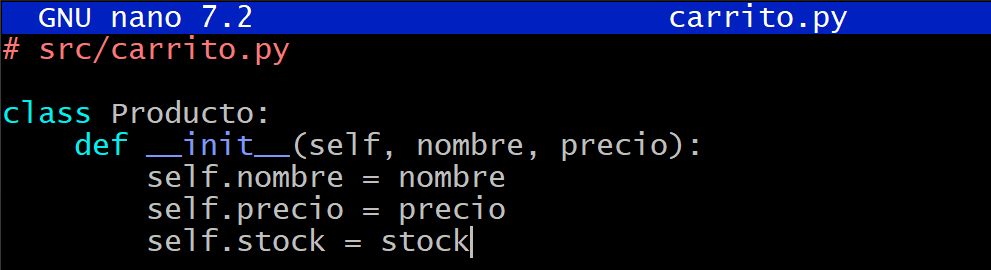 GNU nano 7.2 carrito.py
# src/carrito.py
class Producto:
    def __init__(self, nombre, precio):
        self.nombre = nombre
        self.precio = precio
        self.stock = stock